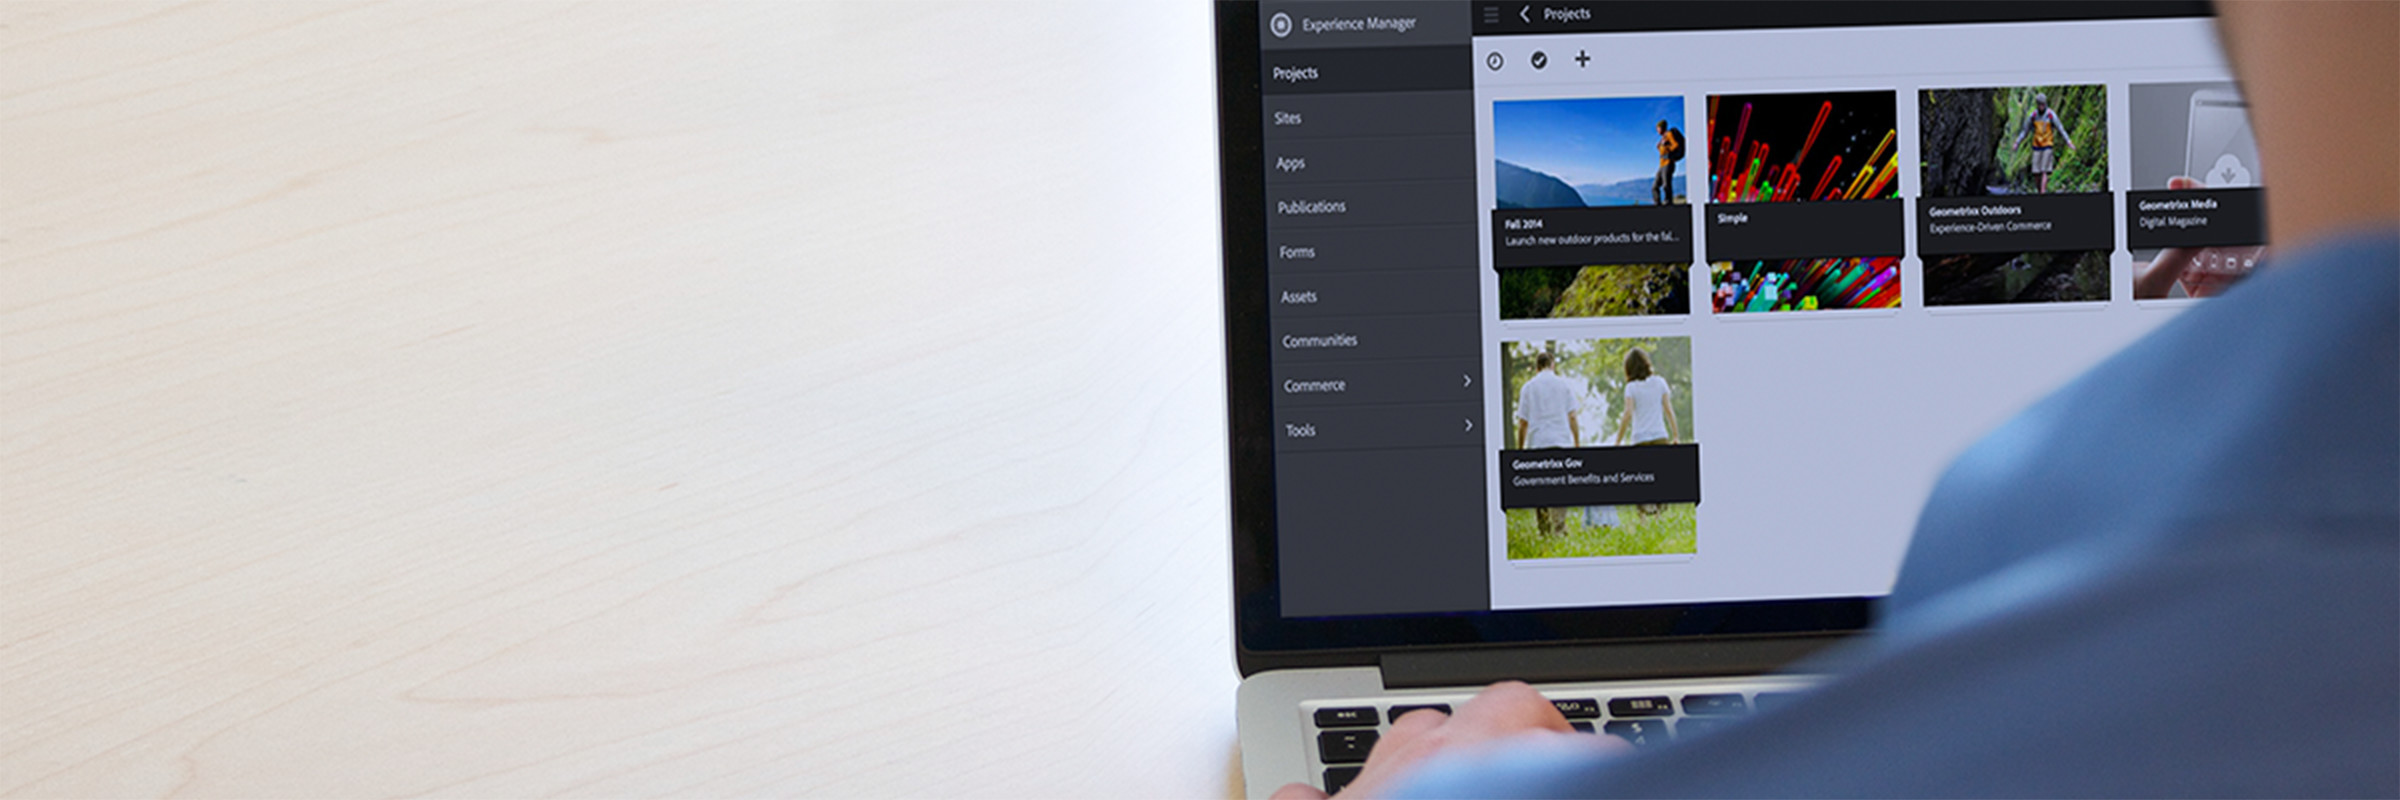 Experience Manager
Projects
Projects
Sites
Apps
Publications
Forms
Assets
Communities
Commerce
Tools
Fall 2014
Launch new outdoor products for the fal...
Simple
Geometrixx Outdoors
Experience-Driven Commerce
Geometrixx Media
Digital Magazine
Geometrixx Gov
Government Benefits and Services
esc